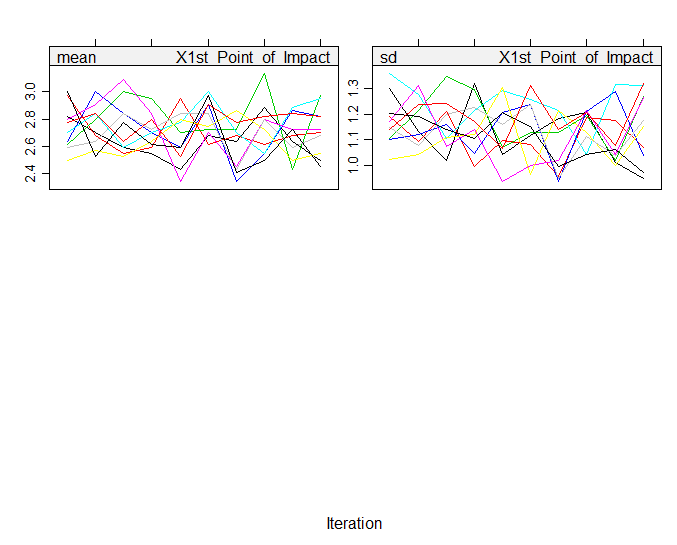 mean X1st Point of Impact
sd X1st Point of Impact
3.0
2.8
2.6
2.4
1.3
1.2
1.1
1.0
Iteration